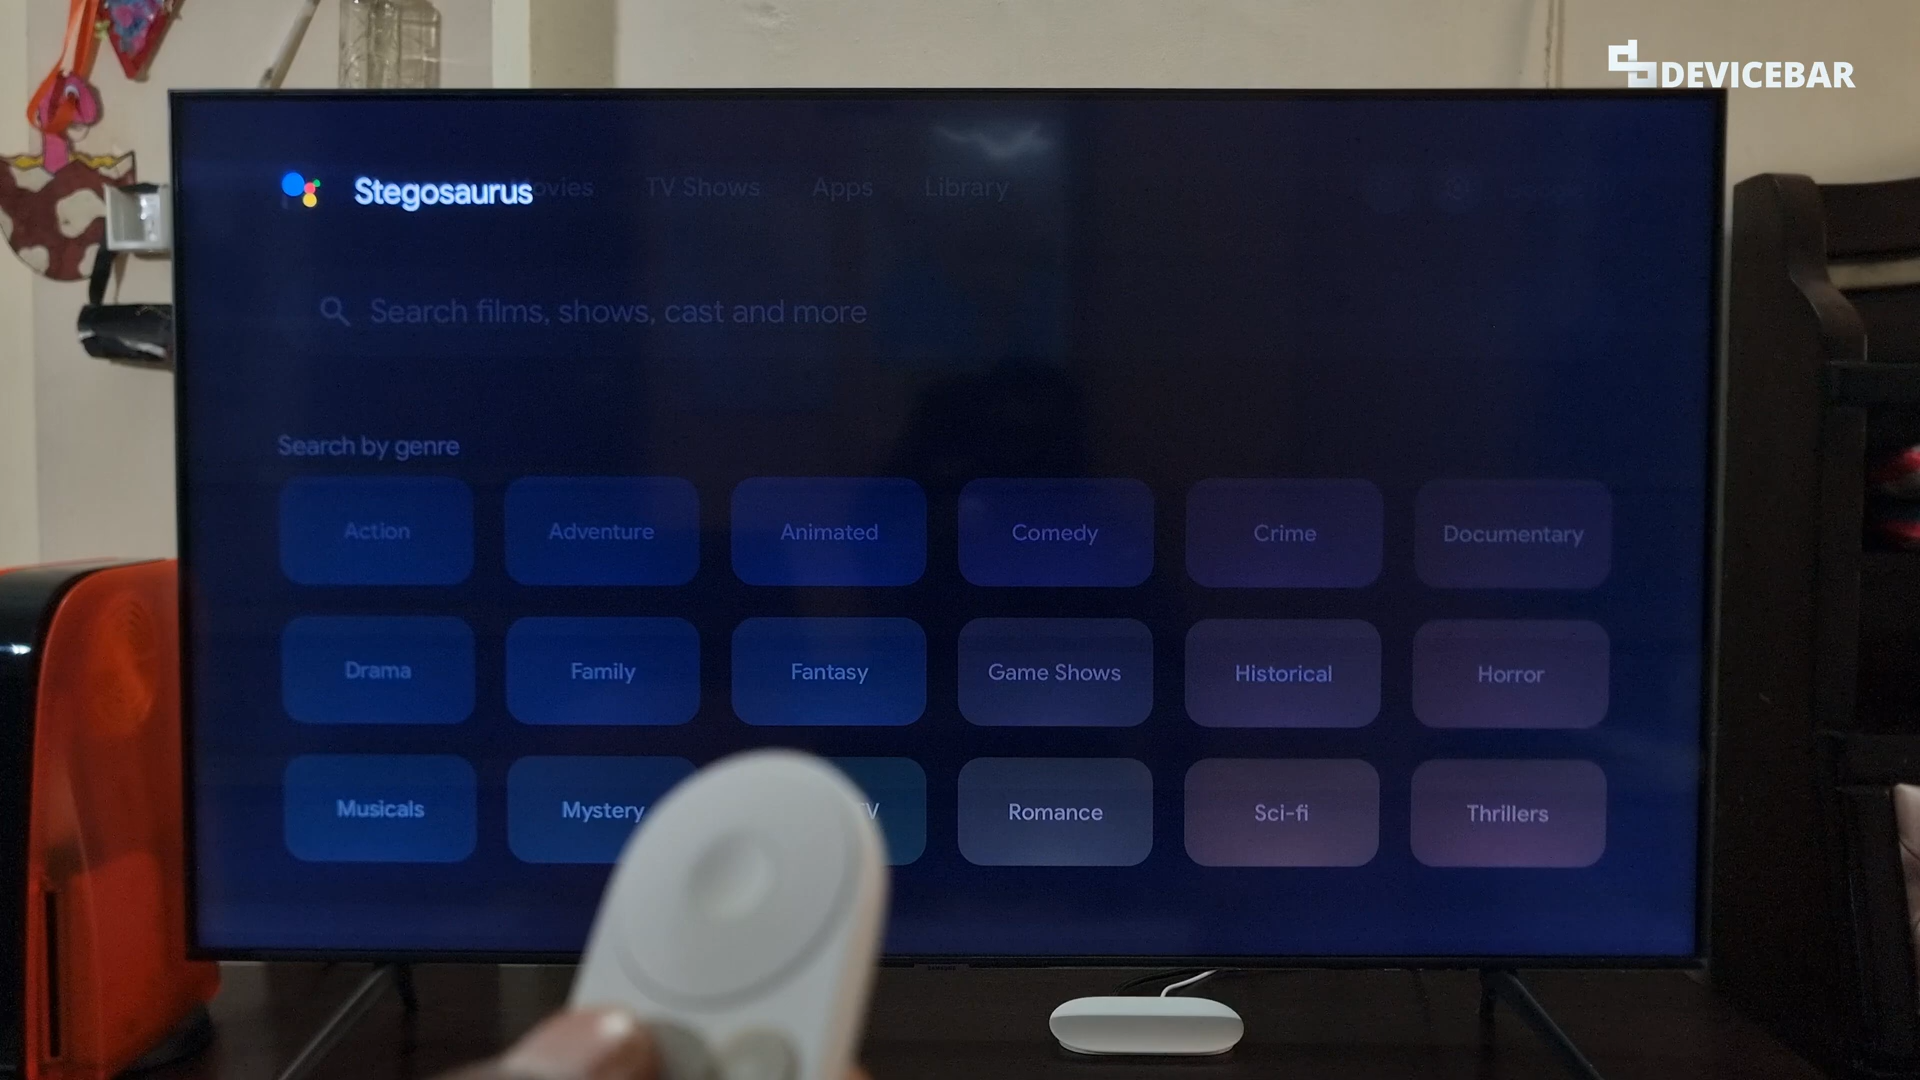 DEVICEBAR
Stegosaurus
TV Shows
Apps
Library
Search films, shows, cast and more
Search by genre
Action
Adventure
Animated
Comedy
Crime
Documentary
Drama
Family
Fantasy
Game Shows
Historical
Horror
Musicals
Mystery
Romance
Sci-fi
Thrillers